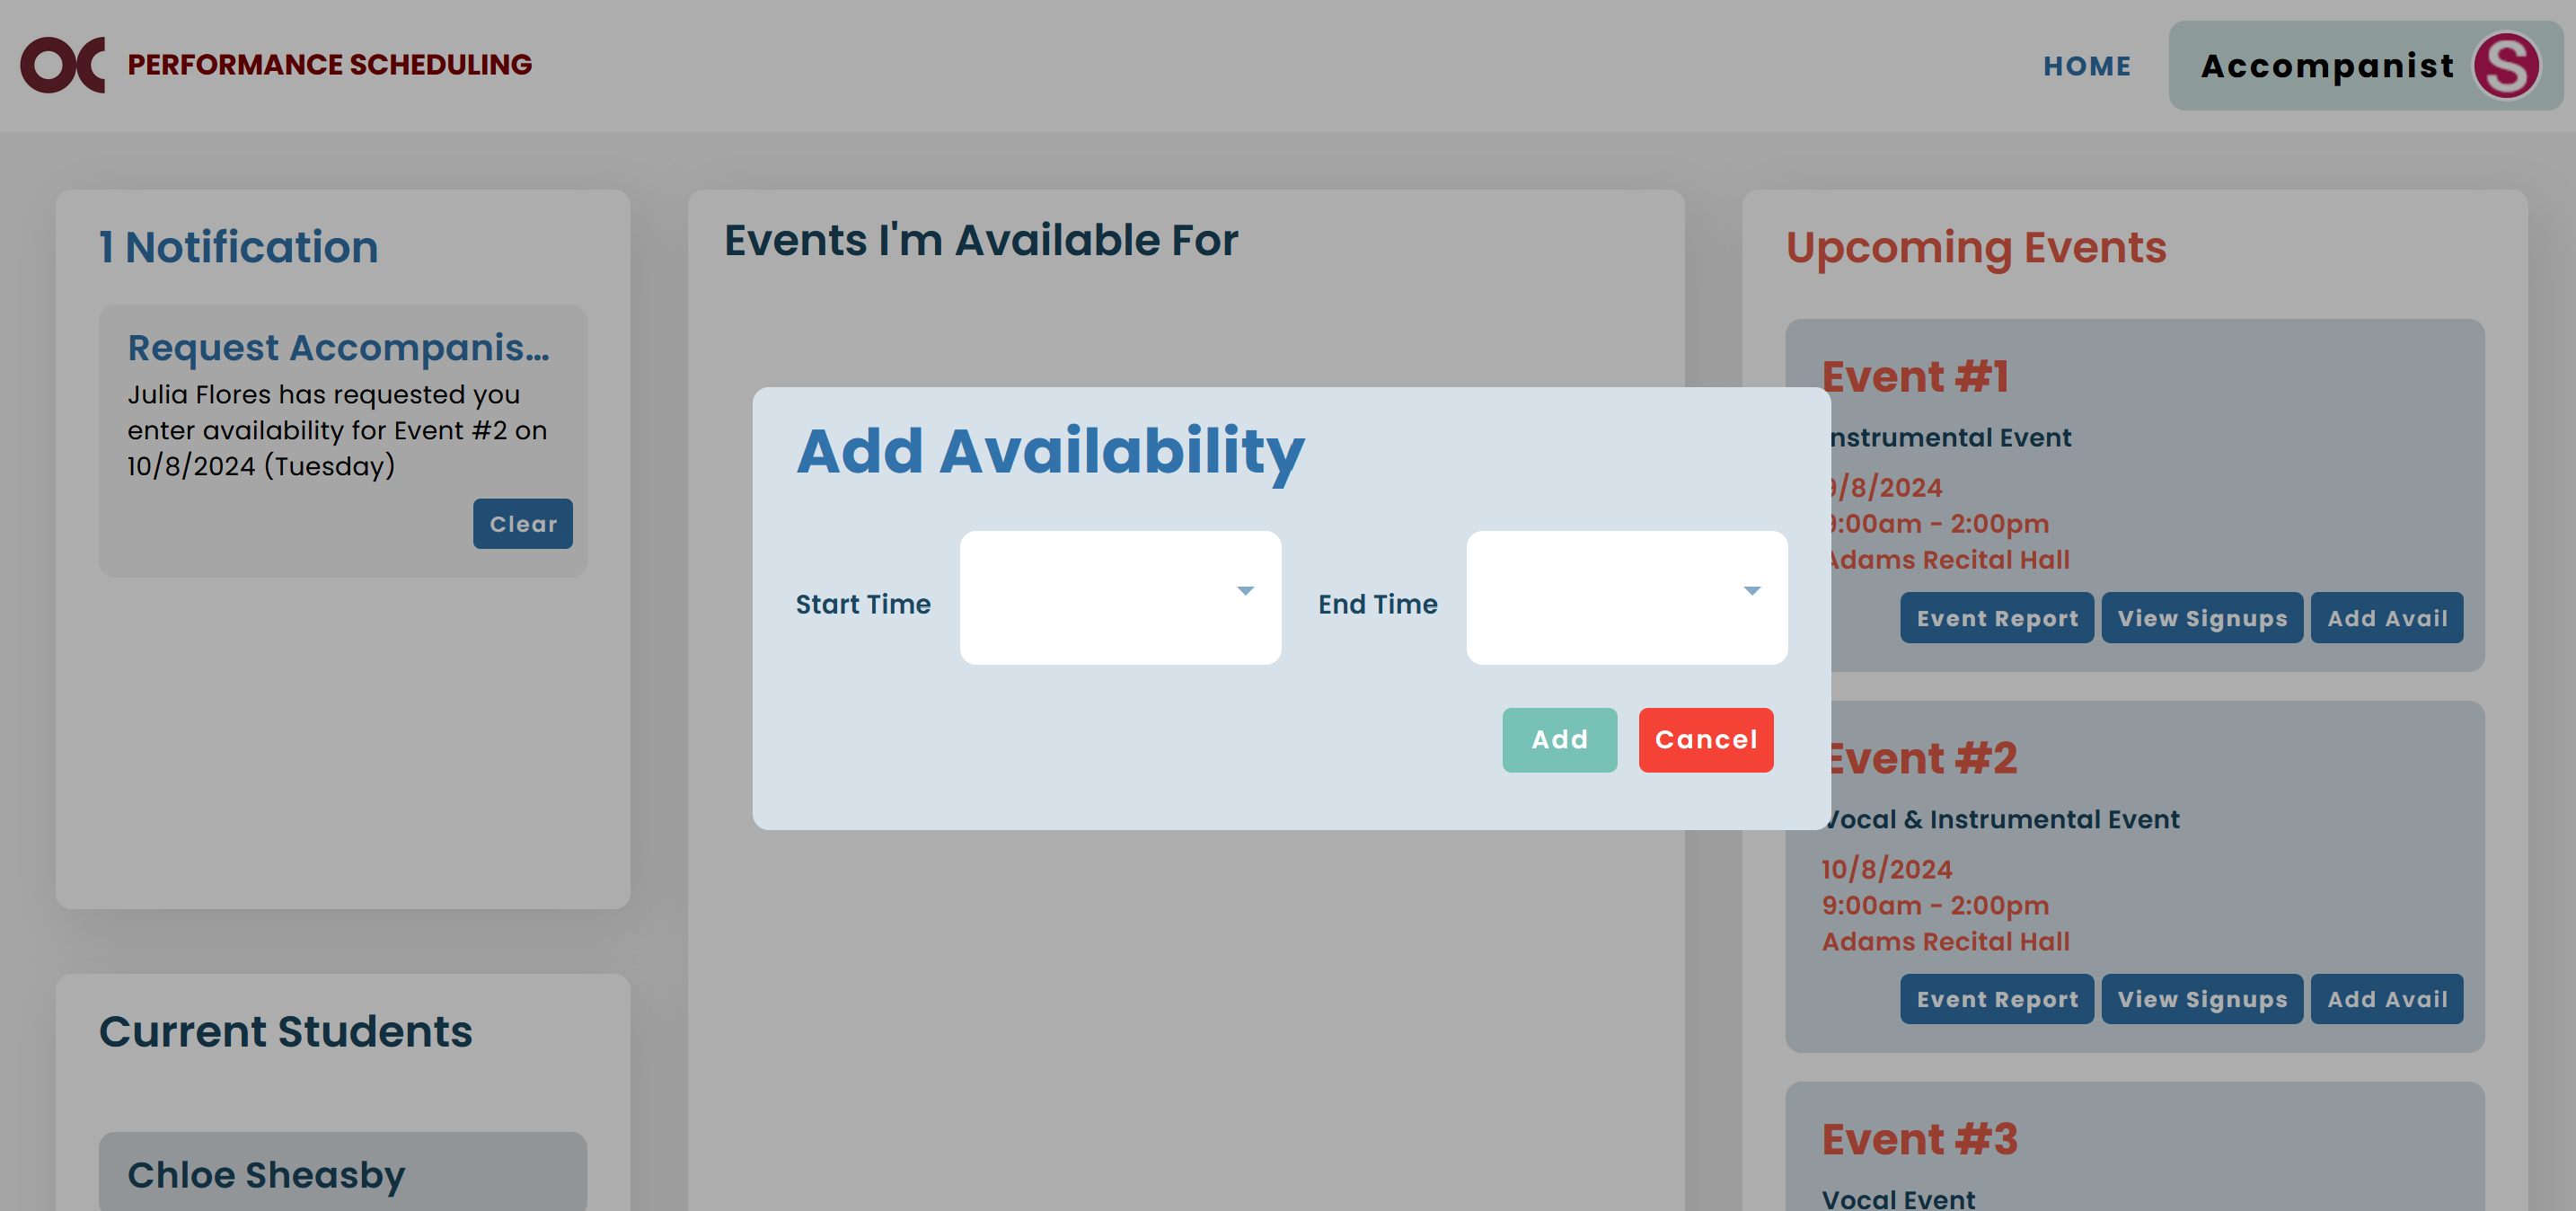 OC PERFORMANCE SCHEDULING
HOME
Accompanist S
1 Notification
Request Accompanis...
Julia Flores has requested you
enter availability for Event #2 on
10/8/2024 (Tuesday)
Clear
Current Students
Chloe Sheasby
Events I'm Available For
Add Availability
Start Time
End Time
Add
Cancel
Upcoming Events
Event #1
Instrumental Event
9/8/2024
9:00am - 2:00pm
Adams Recital Hall
Event Report View Signups Add Avail
Event #2
Vocal & Instrumental Event
10/8/2024
9:00am - 2:00pm
Adams Recital Hall
Event Report View Signups Add Avail
Event #3
Vocal Event